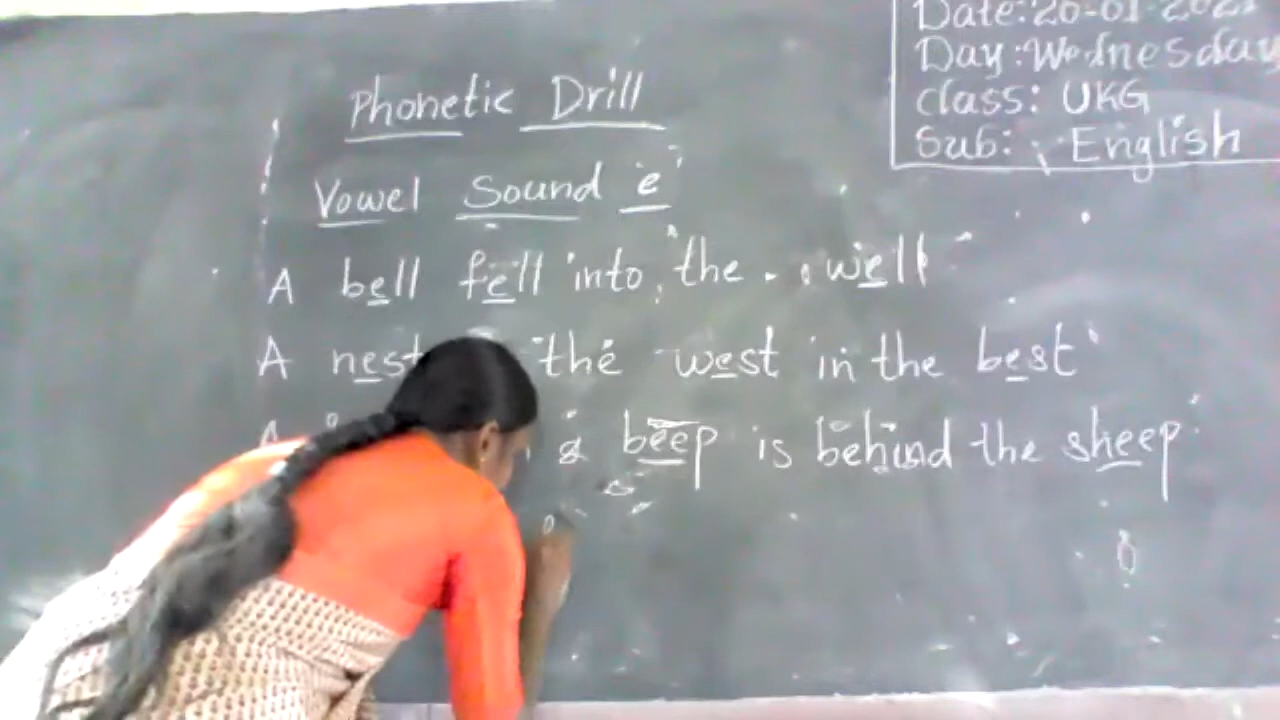 Date: 20-01-2021
Day: Wednesday
class: UKG
Sub: English
Phonetic Drill
Vowel Sound e
A bell fell into the well
A nest the west in the best
A beep is behind the sheep